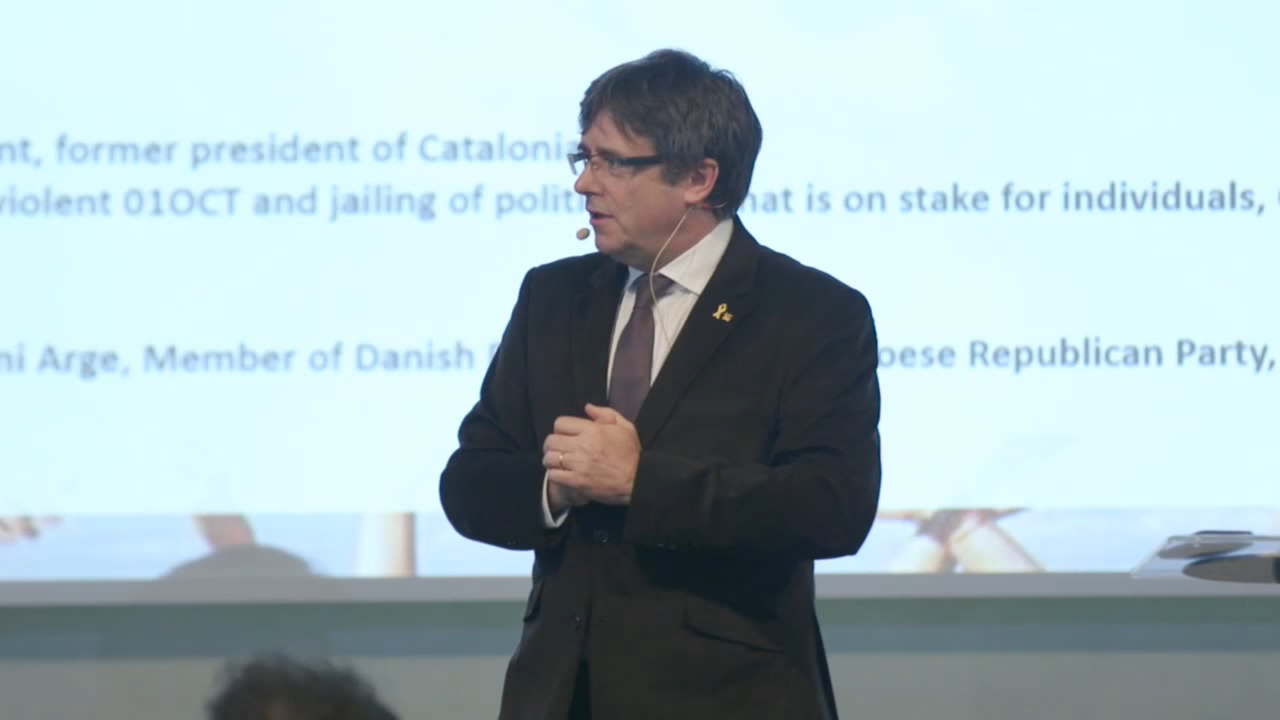 nt, former president of Catalonia
violent 01OCT and jailing of politi hat is on stake for individuals,
ni Arge, Member of Danish oese Republican Party,